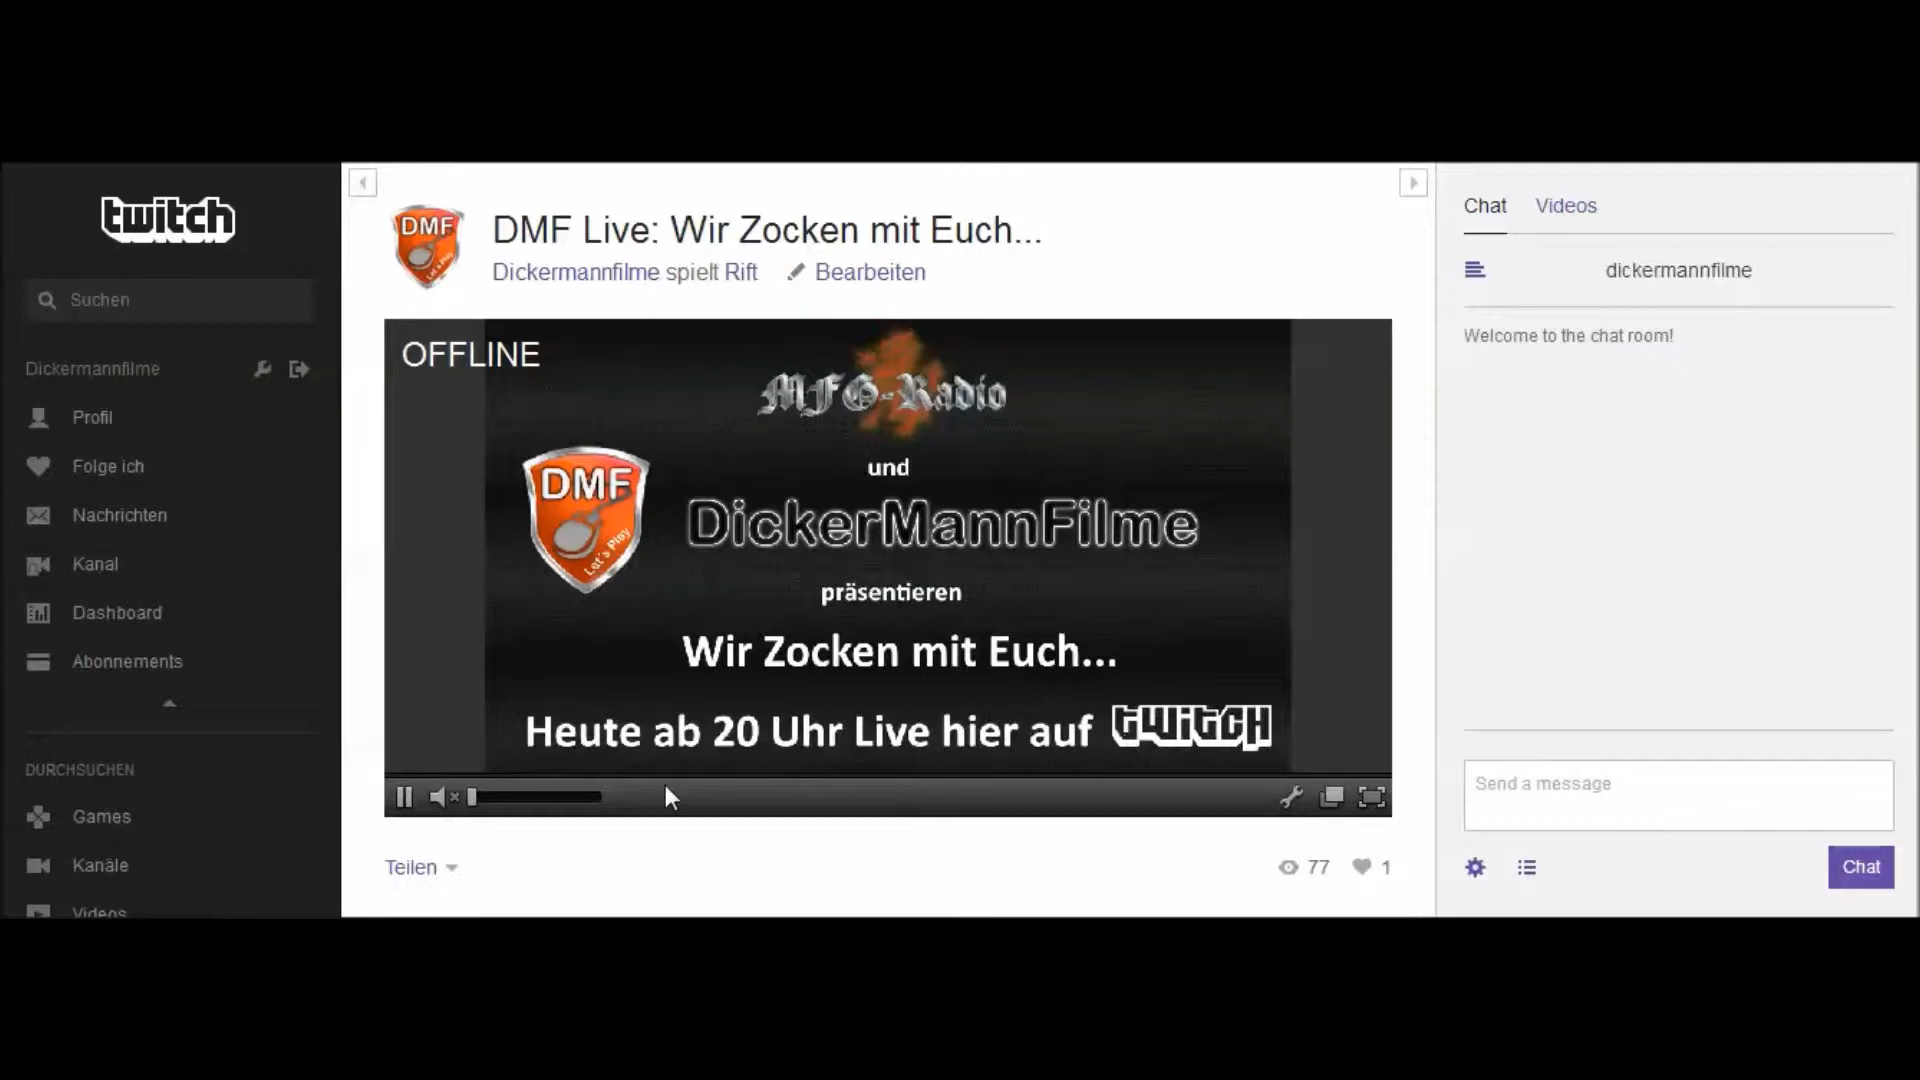 twitch
Suchen
Dickermannfilme
Profil
Folge ich
Nachrichten
Kanal
Dashboard
Abonnements
DURCHSUCHEN
Games
Kanäle
Videos
DMF
Let's Play
DMF Live: Wir Zocken mit Euch...
Dickermannfilme spielt Rift Bearbeiten
OFFLINE
MFG-Radio
und
DMF
Let's Play
DickerMannFilme
präsentieren
Wir Zocken mit Euch...
Heute ab 20 Uhr Live hier auf twitch
Teilen
77
1
Chat Videos
dickermannfilme
Welcome to the chat room!
Send a message
Chat